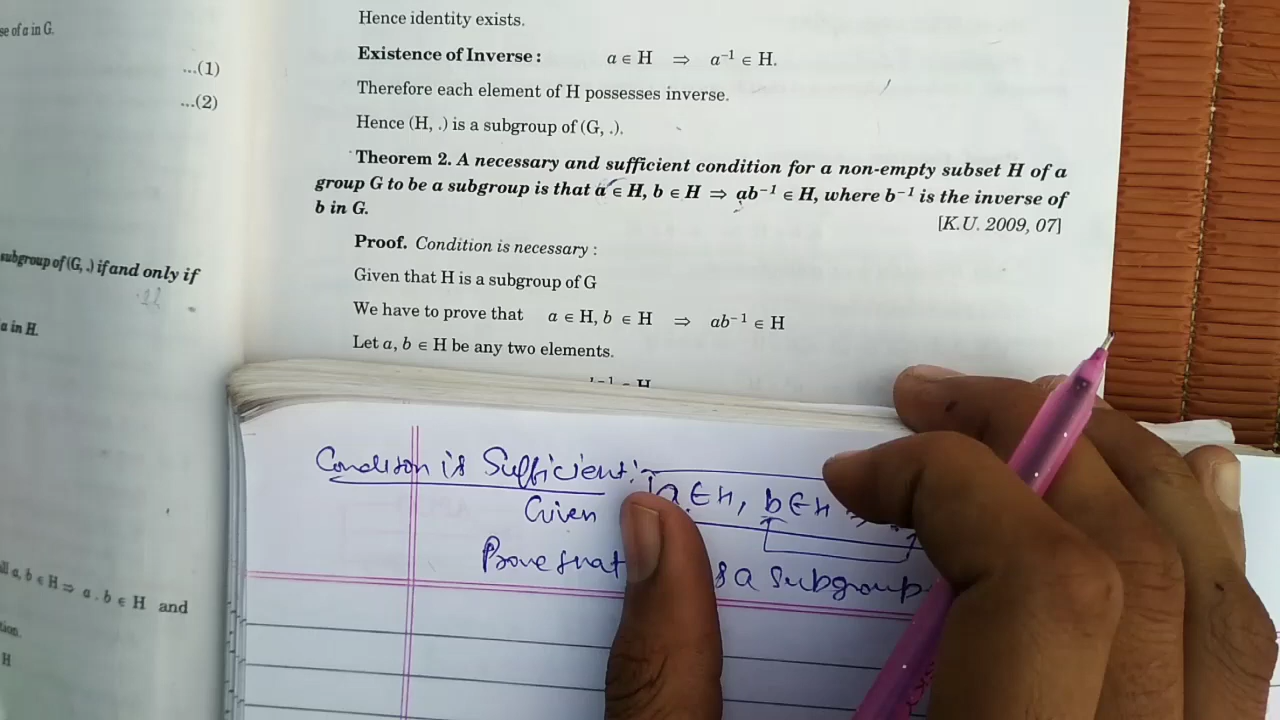 se of a in G.
...(1)
...(2)
subgroup of (G, .) if and only if
a in H.
a, b ∈ H ⇒ a . b ∈ H and
tion.
H
Hence identity exists.
Existence of Inverse : a ∈ H ⇒ a⁻¹ ∈ H.
Therefore each element of H possesses inverse.
Hence (H, .) is a subgroup of (G, .).
Theorem 2. A necessary and sufficient condition for a non-empty subset H of a
group G to be a subgroup is that a ∈ H, b ∈ H ⇒ ab⁻¹ ∈ H, where b⁻¹ is the inverse of
b in G.
[K.U. 2009, 07]
Proof. Condition is necessary :
Given that H is a subgroup of G
We have to prove that a ∈ H, b ∈ H ⇒ ab⁻¹ ∈ H
Let a, b ∈ H be any two elements.
Condition is Sufficient:
Given a ∈ H, b ∈ H
Prove that a Subgroup